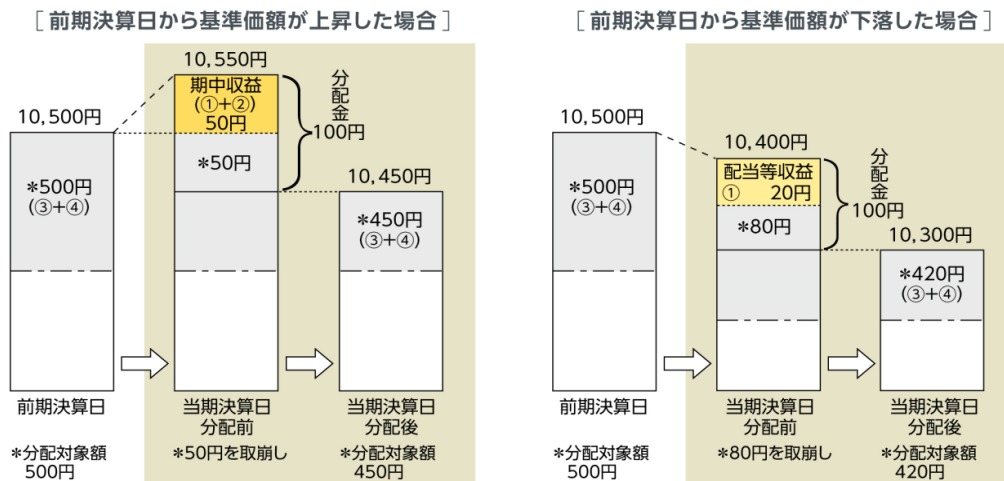 [前期決算日から基準価額が上昇した場合]
10,550円
期中収益
(①+②)
50円
分配金
100円
10,500円
*500円
(③+④)
*50円
10,450円
*450円
(③+④)
前期決算日
当期決算日
分配前
当期決算日
分配後
*分配対象額
500円
*50円を取崩し
*分配対象額
450円
[前期決算日から基準価額が下落した場合]
10,500円
*500円
(③+④)
10,400円
配当等収益
① 20円
分配金
100円
*80円
10,300円
*420円
(③+④)
前期決算日
当期決算日
分配前
当期決算日
分配後
*分配対象額
500円
*80円を取崩し
*分配対象額
420円